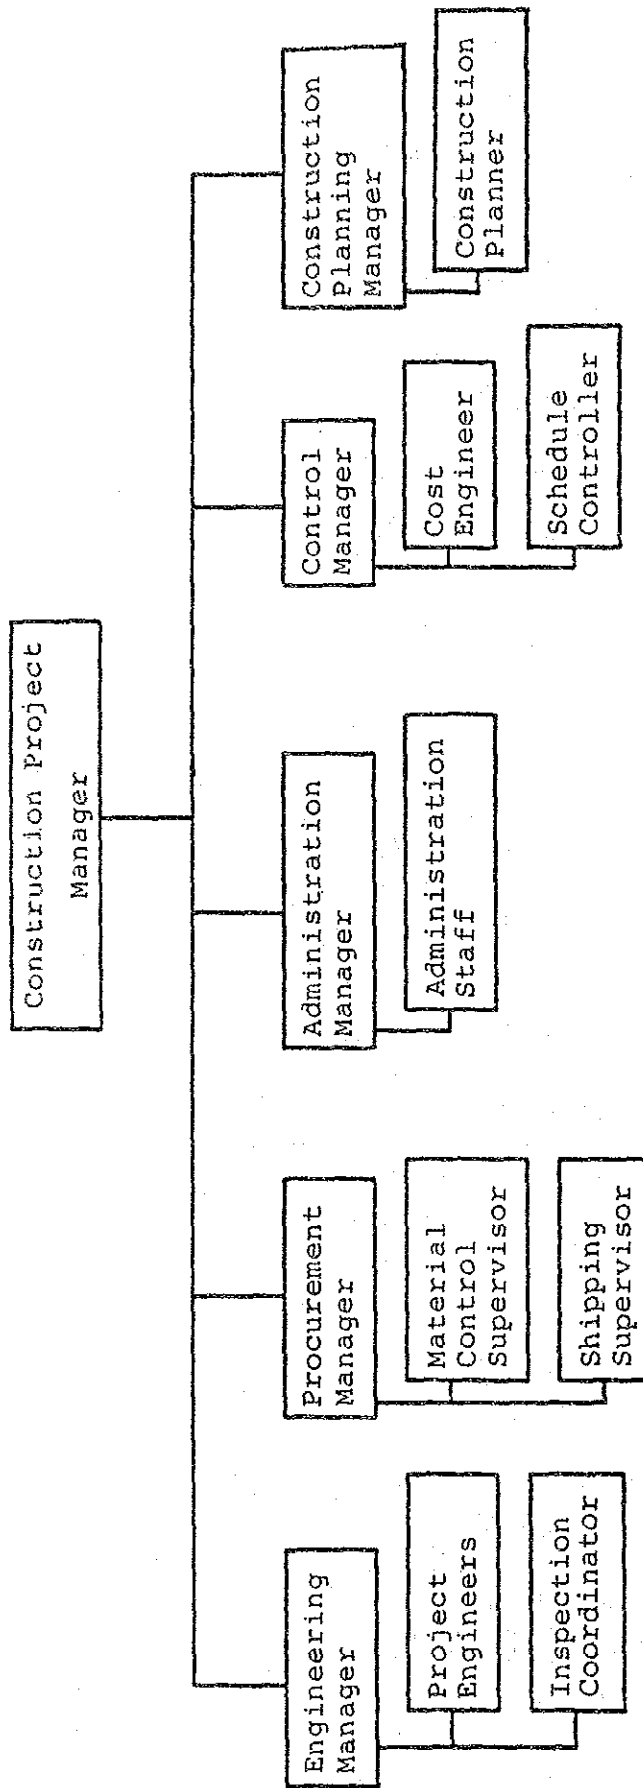 Construction Project
Manager
Engineering
Manager
Project
Engineers
Inspection
Coordinator
Procurement
Manager
Material
Control
Supervisor
Shipping
Supervisor
Administration
Manager
Administration
Staff
Control
Manager
Cost
Engineer
Schedule
Controller
Construction
Planning
Manager
Construction
Planner